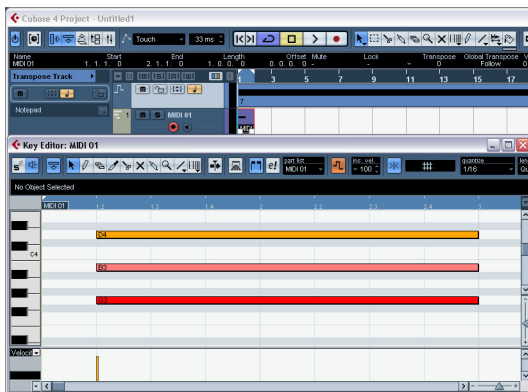 Cubase 4 Project - Untitled1
Touch 33 ms
Name Start End Length Offset Mute Lock Transpose Global Transpose
MIDI 01 1. 1. 1. 0 2. 1. 1. 0 1. 0. 0. 0 0. 0. 0. 0 - - 0 Follow
Transpose Track
1 3 5 7 9 11 13 15 17
7
Notepad
1 MIDI 01
Key Editor: MIDI 01
part list ins. vel. quantize
MIDI 01 100 1/16
No Object Selected
MIDI 01
1.2 1.3 1.4 2 2.2 2.3 2.4 3
D4
C4
B3
G3
Velocit